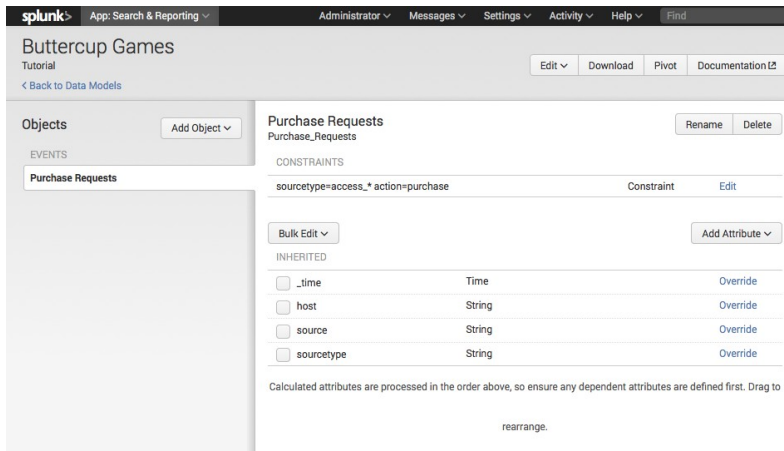 splunk> App: Search & Reporting Administrator Messages Settings Activity Help Find
Buttercup Games
Tutorial
Edit Download Pivot Documentation
< Back to Data Models
Objects
Add Object
EVENTS
Purchase Requests
Purchase Requests
Purchase_Requests
Rename Delete
CONSTRAINTS
sourcetype=access_* action=purchase Constraint Edit
Bulk Edit Add Attribute
INHERITED
_time Time Override
host String Override
source String Override
sourcetype String Override
Calculated attributes are processed in the order above, so ensure any dependent attributes are defined first. Drag to
rearrange.